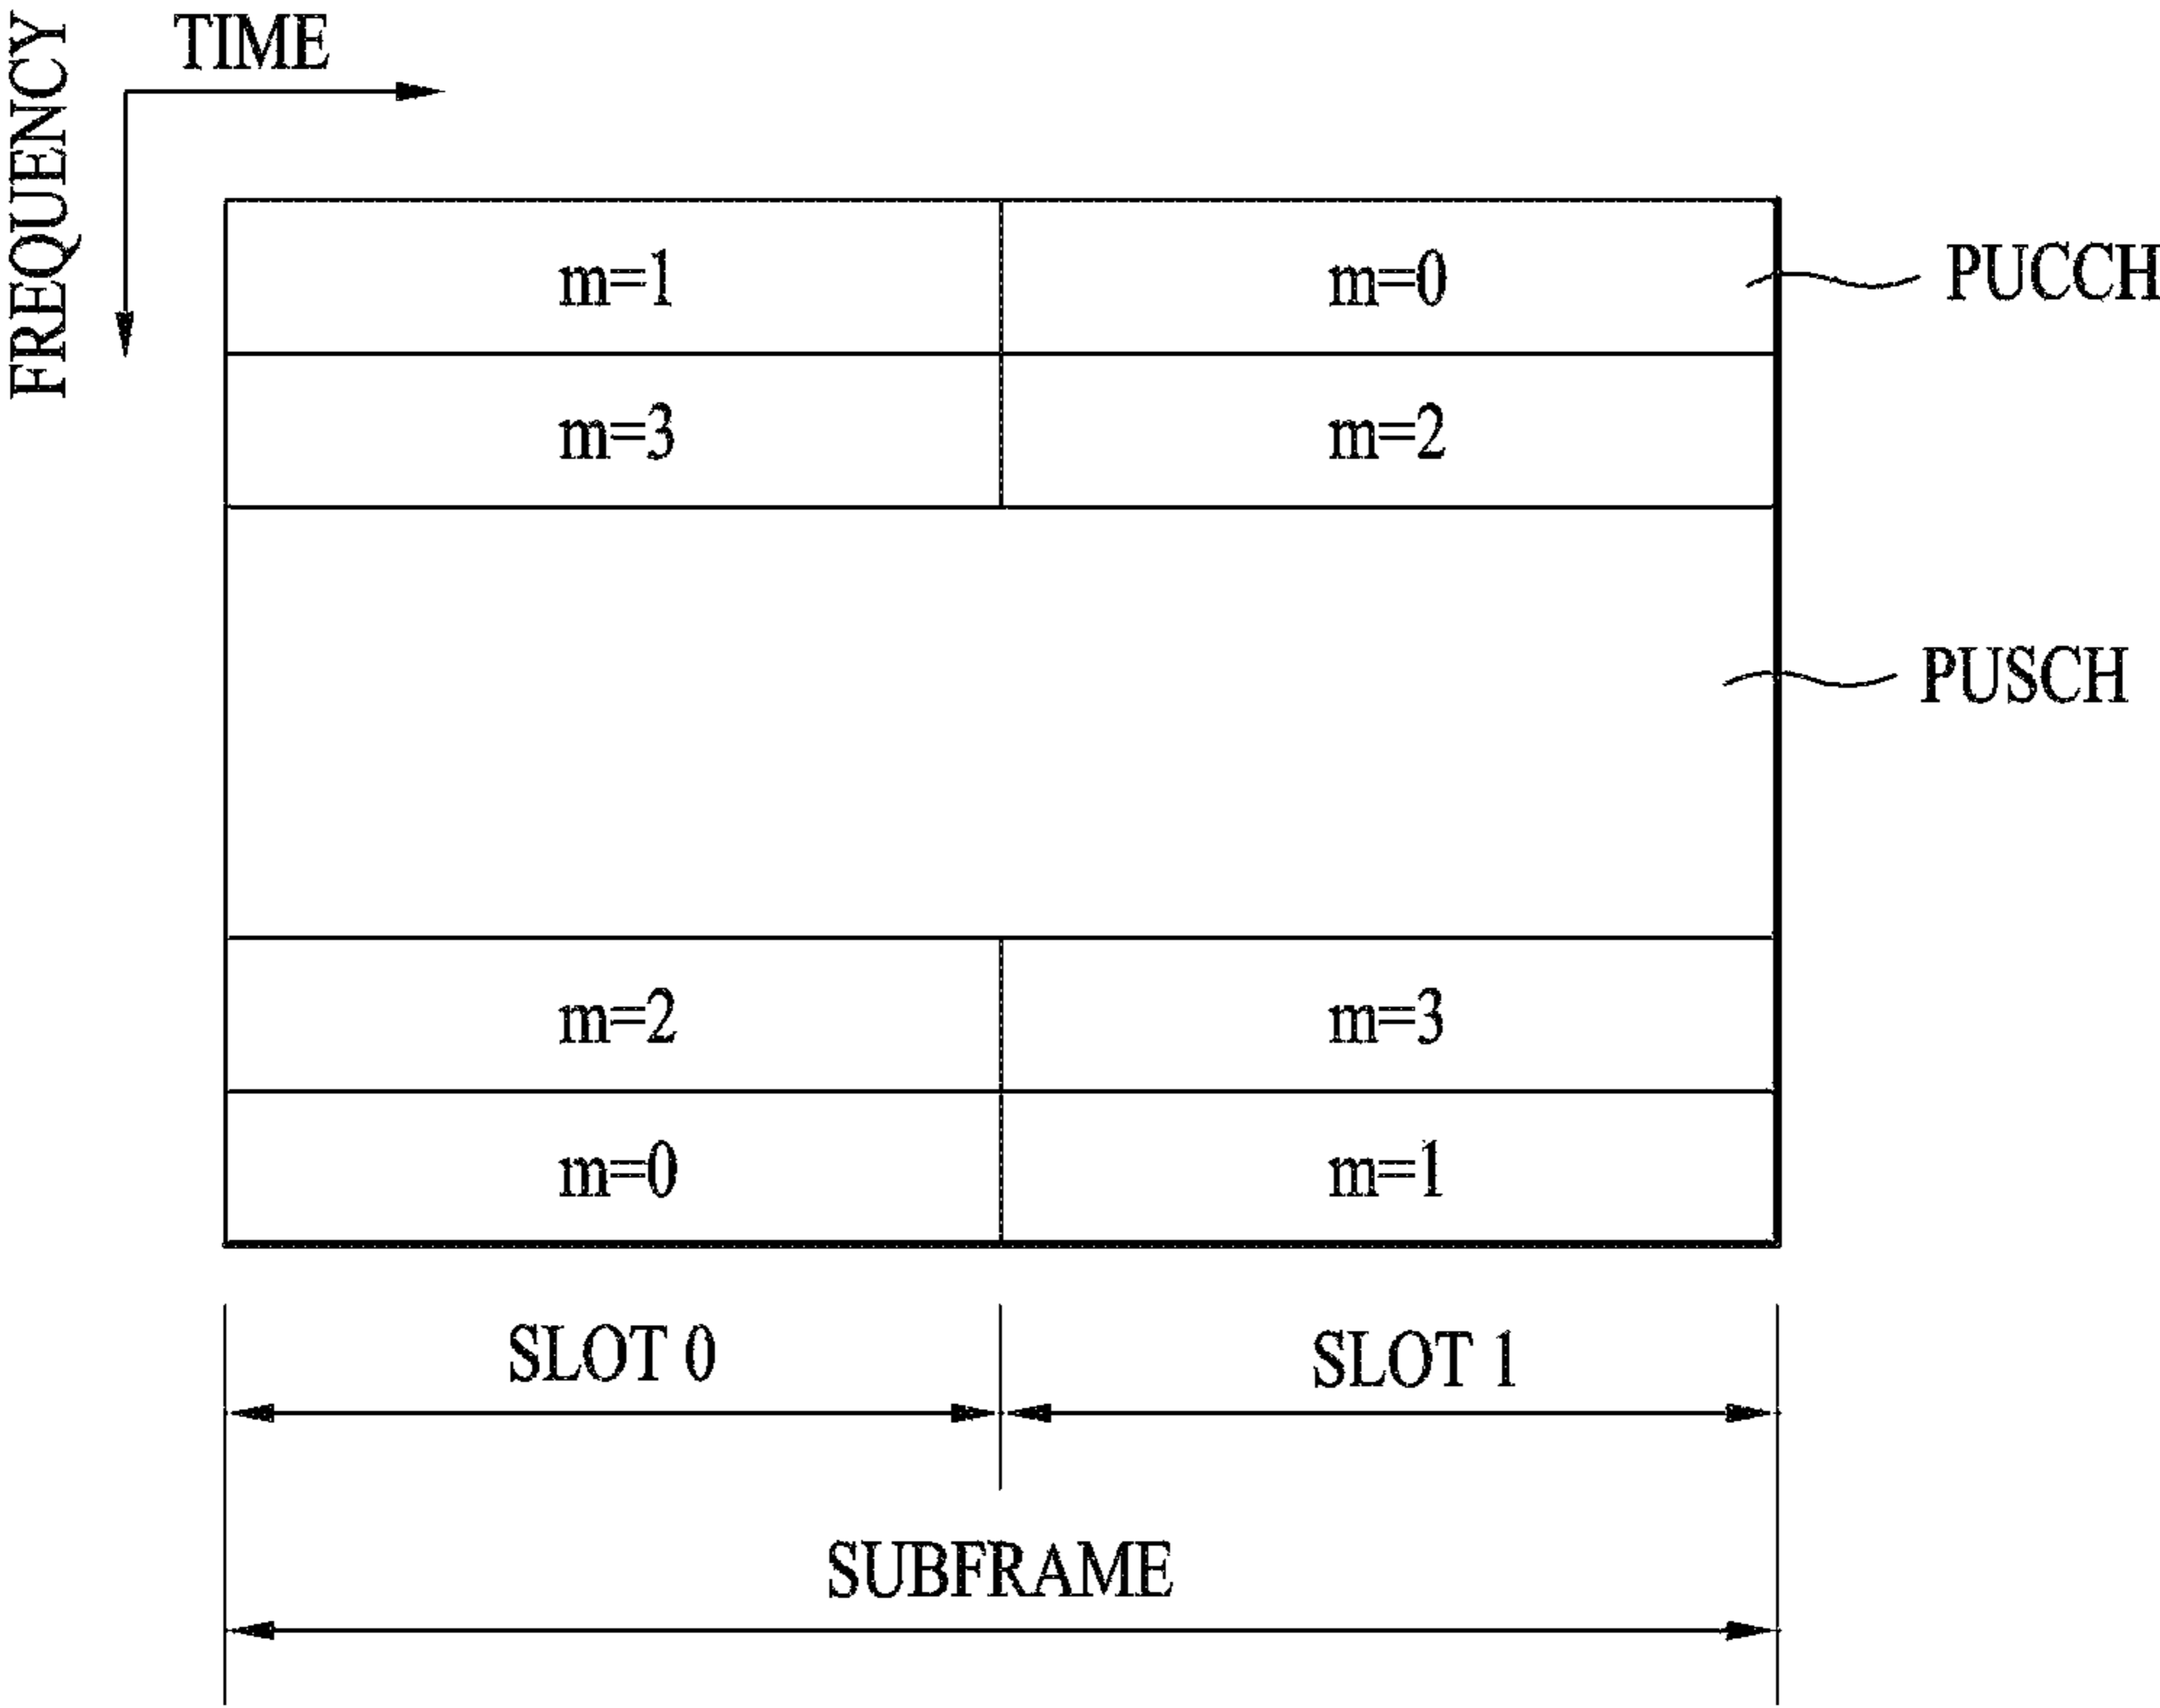 TIME
FREQUENCY
m=1 m=0 PUCCH
m=3 m=2
PUSCH
m=2 m=3
m=0 m=1
SLOT 0 SLOT 1
SUBFRAME